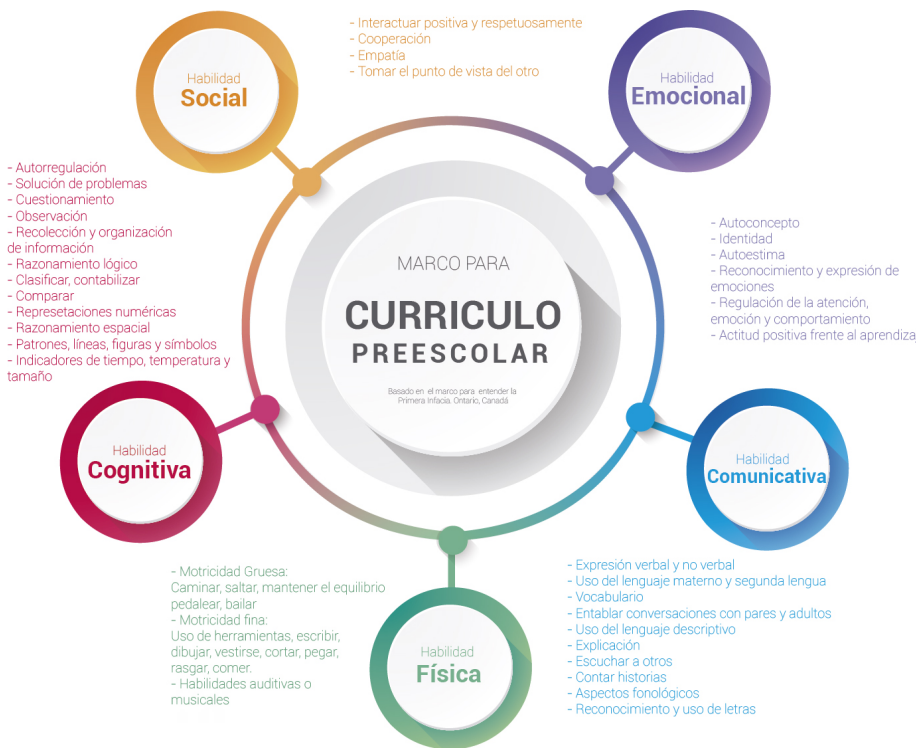 Habilidad
Social
- Interactuar positiva y respetuosamente
- Cooperación
- Empatía
- Tomar el punto de vista del otro
Habilidad
Emocional
- Autorregulación
- Solución de problemas
- Cuestionamiento
- Observación
- Recolección y organización
de información
- Razonamiento lógico
- Clasificar, contabilizar
- Comparar
- Represetaciones numéricas
- Razonamiento espacial
- Patrones, líneas, figuras y símbolos
- Indicadores de tiempo, temperatura y
tamaño
MARCO PARA
CURRICULO
PREESCOLAR
Basado en el marco para entender la
Primera Infacia, Ontario, Canadá
- Autoconcepto
- Identidad
- Autoestima
- Reconocimiento y expresión de
emociones
- Regulación de la atención,
emoción y comportamiento
- Actitud positiva frente al aprendiza
Habilidad
Cognitiva
Habilidad
Comunicativa
- Motricidad Gruesa:
Caminar, saltar, mantener el equilibrio
pedalear, bailar
- Motricidad fina:
Uso de herramientas, escribir,
dibujar, vestirse, cortar, pegar,
rasgar, comer.
- Habilidades auditivas o
musicales
Habilidad
Física
- Expresión verbal y no verbal
- Uso del lenguaje materno y segunda lengua
- Vocabulario
- Entablar conversaciones con pares y adultos
- Uso del lenguaje descriptivo
- Explicación
- Escuchar a otros
- Contar historias
- Aspectos fonológicos
- Reconocimiento y uso de letras